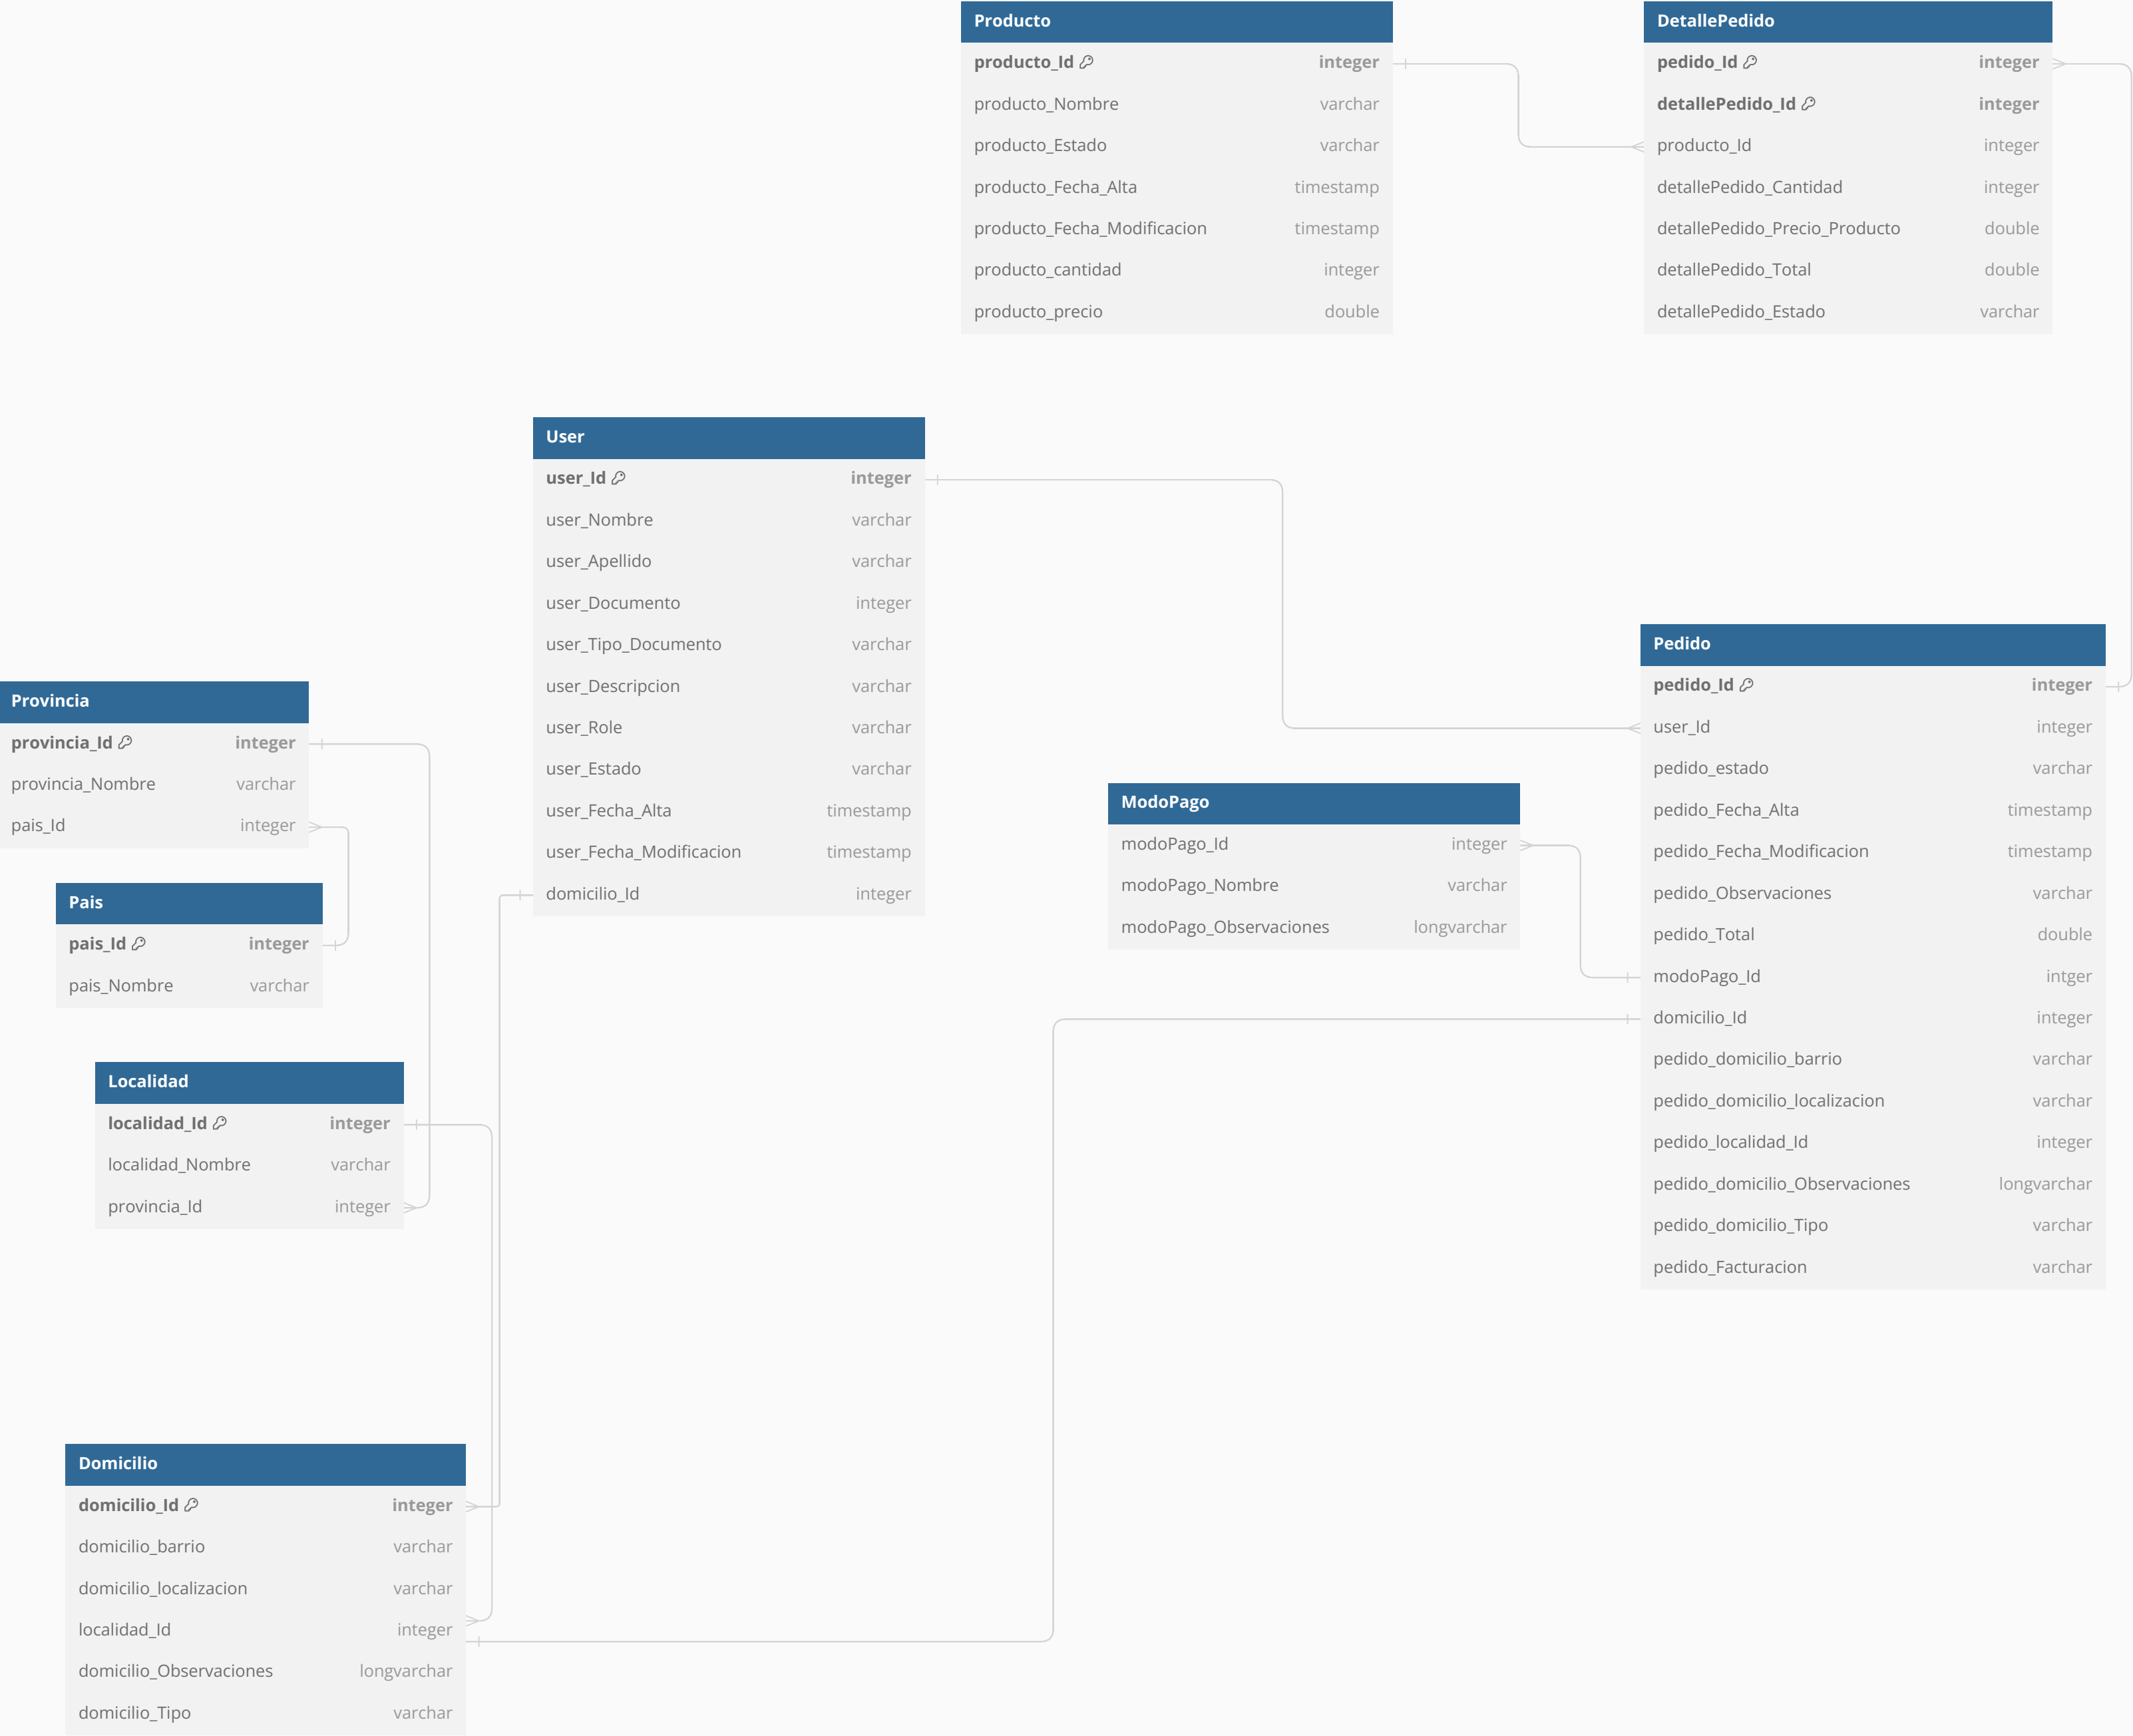 Producto
producto_Id integer
producto_Nombre varchar
producto_Estado varchar
producto_Fecha_Alta timestamp
producto_Fecha_Modificacion timestamp
producto_cantidad integer
producto_precio double
DetallePedido
pedido_Id integer
detallePedido_Id integer
producto_Id integer
detallePedido_Cantidad integer
detallePedido_Precio_Producto double
detallePedido_Total double
detallePedido_Estado varchar
User
user_Id integer
user_Nombre varchar
user_Apellido varchar
user_Documento integer
user_Tipo_Documento varchar
user_Descripcion varchar
user_Role varchar
user_Estado varchar
user_Fecha_Alta timestamp
user_Fecha_Modificacion timestamp
domicilio_Id integer
Pedido
pedido_Id integer
user_Id integer
pedido_estado varchar
pedido_Fecha_Alta timestamp
pedido_Fecha_Modificacion timestamp
pedido_Observaciones varchar
pedido_Total double
modoPago_Id intger
domicilio_Id integer
pedido_domicilio_barrio varchar
pedido_domicilio_localizacion varchar
pedido_localidad_Id integer
pedido_domicilio_Observaciones longvarchar
pedido_domicilio_Tipo varchar
pedido_Facturacion varchar
Provincia
provincia_Id integer
provincia_Nombre varchar
pais_Id integer
ModoPago
modoPago_Id integer
modoPago_Nombre varchar
modoPago_Observaciones longvarchar
Pais
pais_Id integer
pais_Nombre varchar
Localidad
localidad_Id integer
localidad_Nombre varchar
provincia_Id integer
Domicilio
domicilio_Id integer
domicilio_barrio varchar
domicilio_localizacion varchar
localidad_Id integer
domicilio_Observaciones longvarchar
domicilio_Tipo varchar